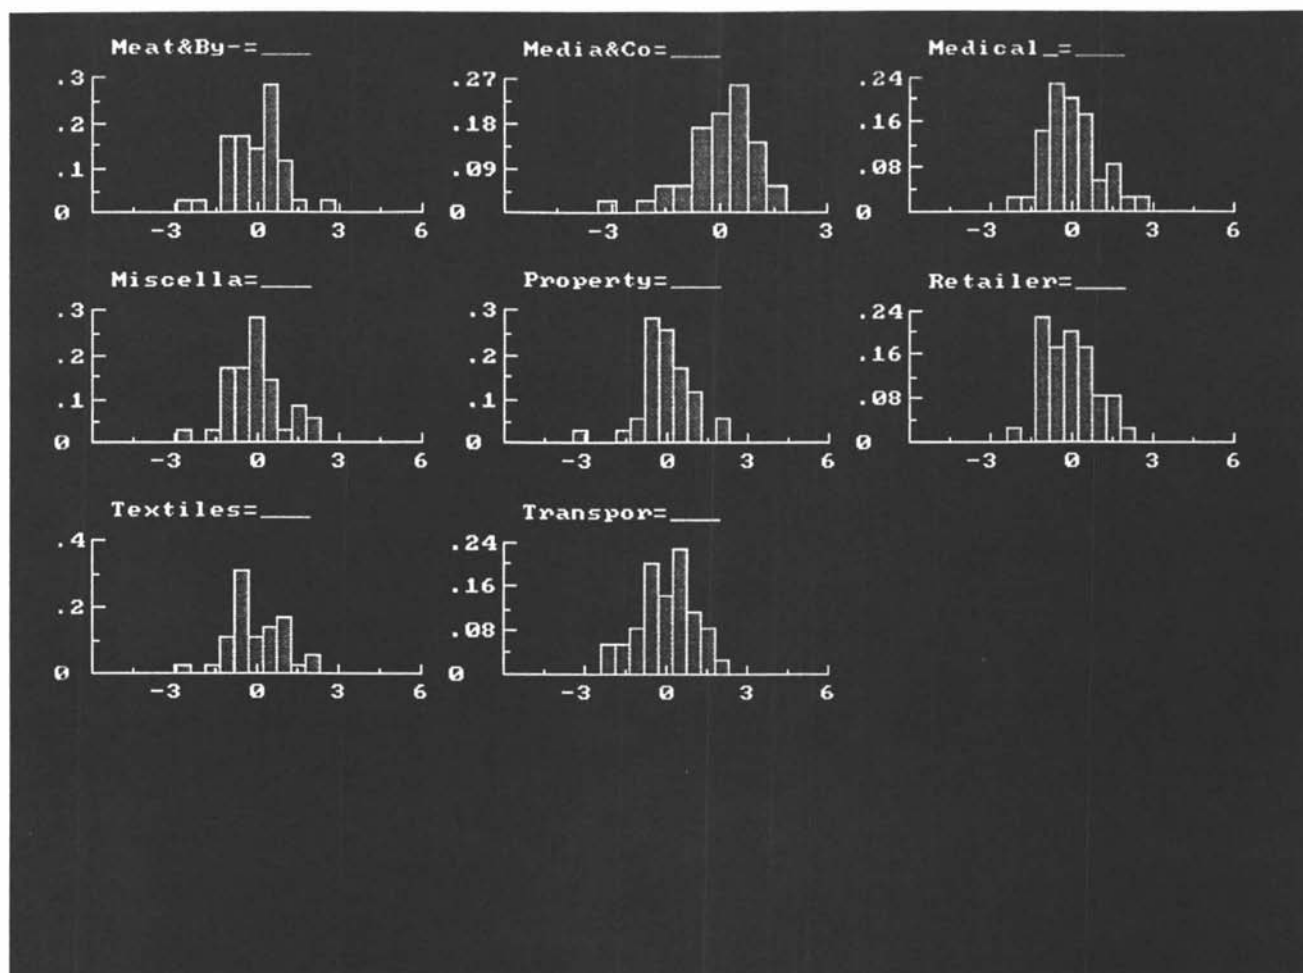 Meat&By-=____ Media&Co=____ Medical_=____
.3 .27 .24
.2 .18 .16
.1 .09 .08
0 0 0
-3 0 3 6 -3 0 3 -3 0 3 6
Miscella=____ Property=____ Retailer=____
.3 .3 .24
.2 .2 .16
.1 .1 .08
0 0 0
-3 0 3 6 -3 0 3 6 -3 0 3 6
Textiles=____ Transpor=____
.4 .24
.2 .16
.08
0 0
-3 0 3 6 -3 0 3 6